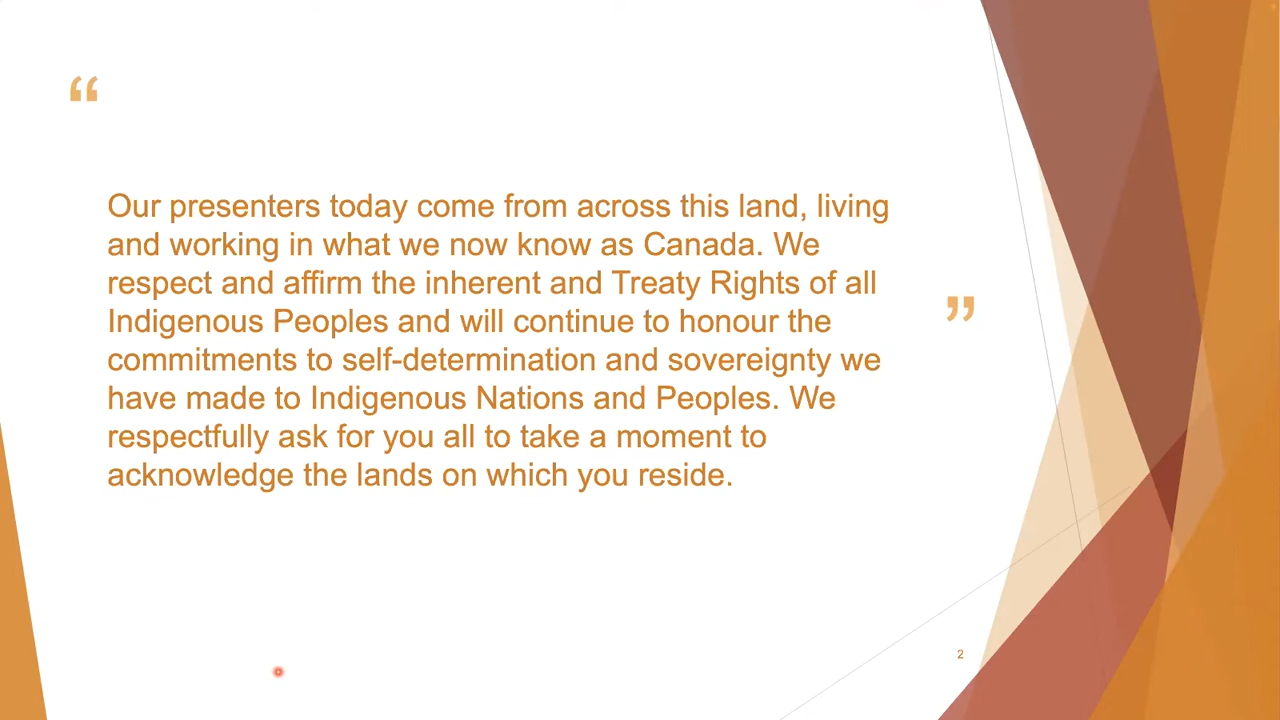 “
Our presenters today come from across this land, living
and working in what we now know as Canada. We
respect and affirm the inherent and Treaty Rights of all
Indigenous Peoples and will continue to honour the
commitments to self-determination and sovereignty we
have made to Indigenous Nations and Peoples. We
respectfully ask for you all to take a moment to
acknowledge the lands on which you reside.
”
2